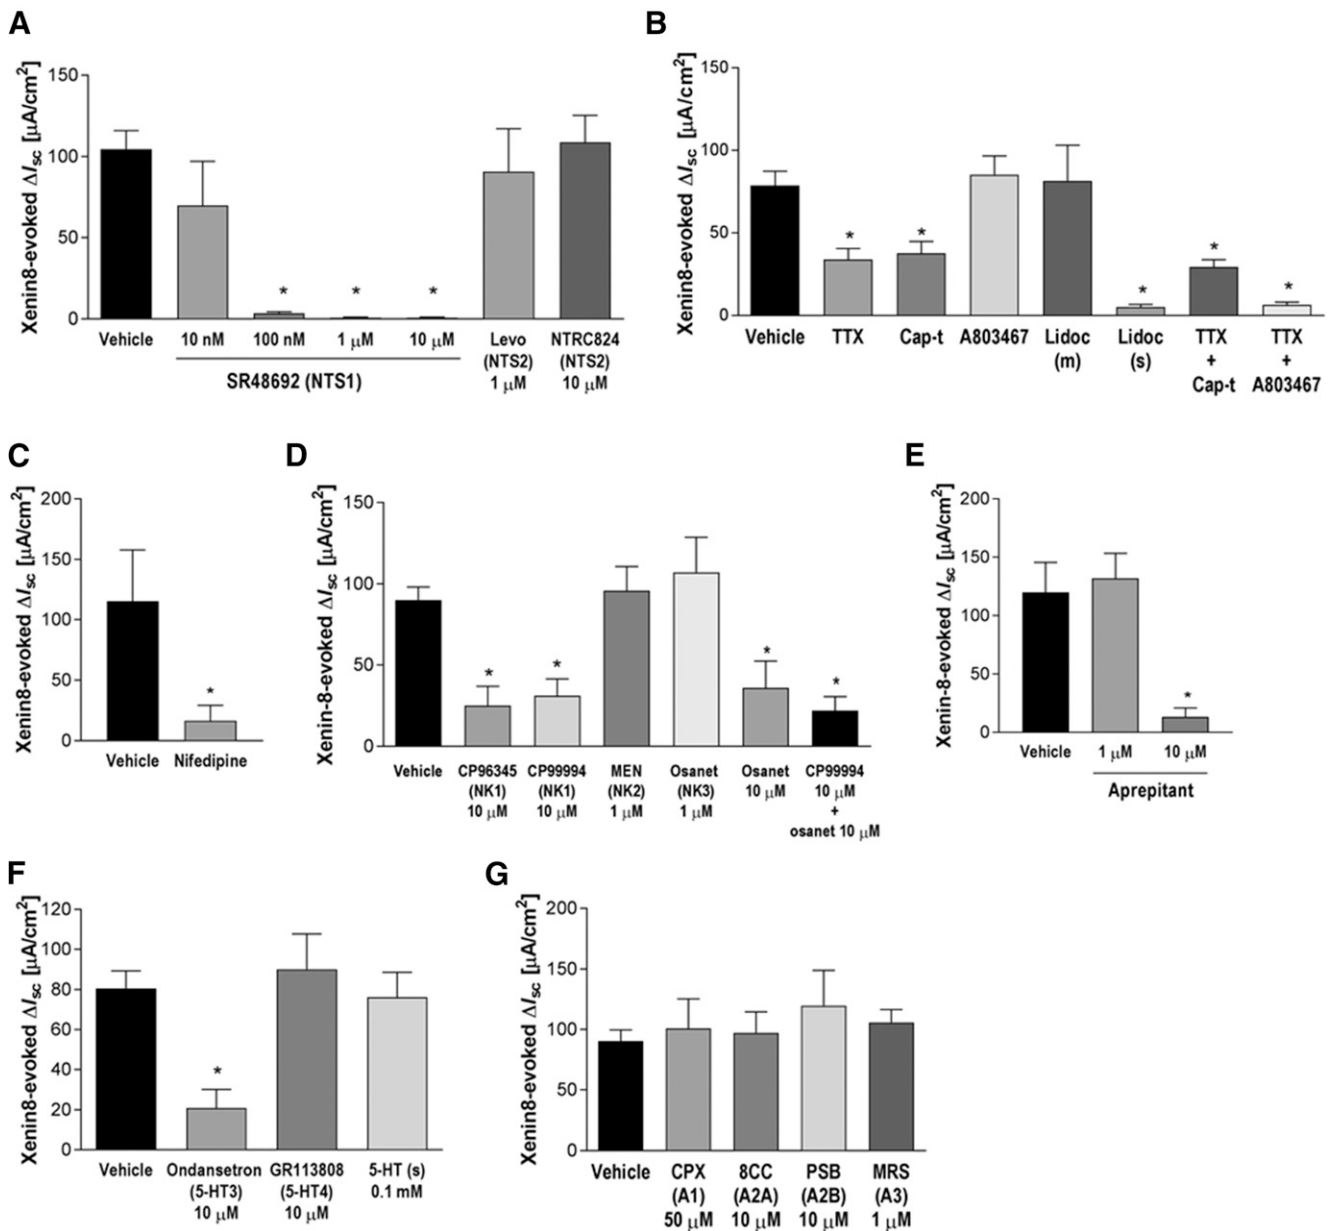 A
Xenin8-evoked ΔIsc [μA/cm²]
150
100
50
0
Vehicle
10 nM
100 nM
1 μM
10 μM
SR48692 (NTS1)
Levo
(NTS2)
1 μM
NTRC824
(NTS2)
10 μM
*
*
*
B
Xenin8-evoked ΔIsc [μA/cm²]
150
100
50
0
Vehicle
TTX
Cap-t
A803467
Lidoc
(m)
Lidoc
(s)
TTX
+
Cap-t
TTX
+
A803467
*
*
*
*
*
C
Xenin8-evoked ΔIsc [μA/cm²]
200
150
100
50
0
Vehicle
Nifedipine
*
D
Xenin-8-evoked ΔIsc [μA/cm²]
150
100
50
0
Vehicle
CP96345
(NK1)
10 μM
CP99994
(NK1)
10 μM
MEN
(NK2)
1 μM
Osanet
(NK3)
1 μM
Osanet
10 μM
CP99994
10 μM
+
osanet 10 μM
*
*
*
*
E
Xenin-8-evoked ΔIsc [μA/cm²]
200
150
100
50
0
Vehicle
1 μM
10 μM
Aprepitant
*
F
Xenin8-evoked ΔIsc [μA/cm²]
120
100
80
60
40
20
0
Vehicle
Ondansetron
(5-HT3)
10 μM
GR113808
(5-HT4)
10 μM
5-HT (s)
0.1 mM
*
G
Xenin8-evoked ΔIsc [μA/cm²]
200
150
100
50
0
Vehicle
CPX
(A1)
50 μM
8CC
(A2A)
10 μM
PSB
(A2B)
10 μM
MRS
(A3)
1 μM